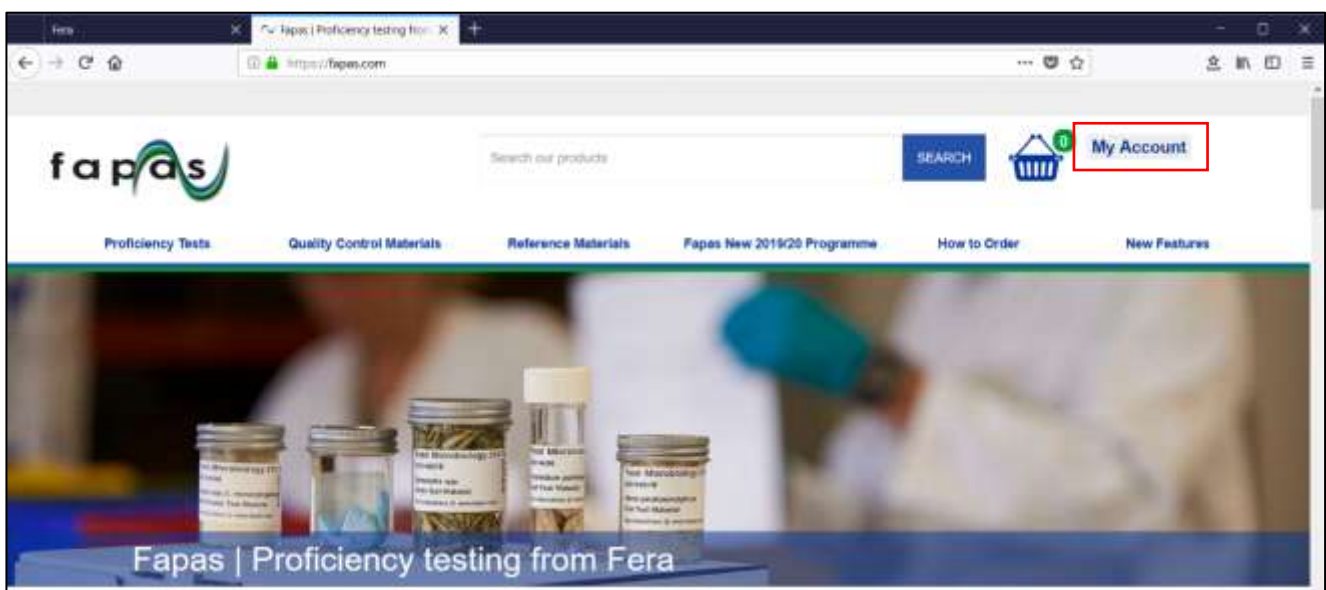 Fera
Fapas | Proficiency testing from
https://fapas.com
fapas
Search our products
SEARCH
0
My Account
Proficiency Tests
Quality Control Materials
Reference Materials
Fapas New 2019/20 Programme
How to Order
New Features
Fapas | Proficiency testing from Fera